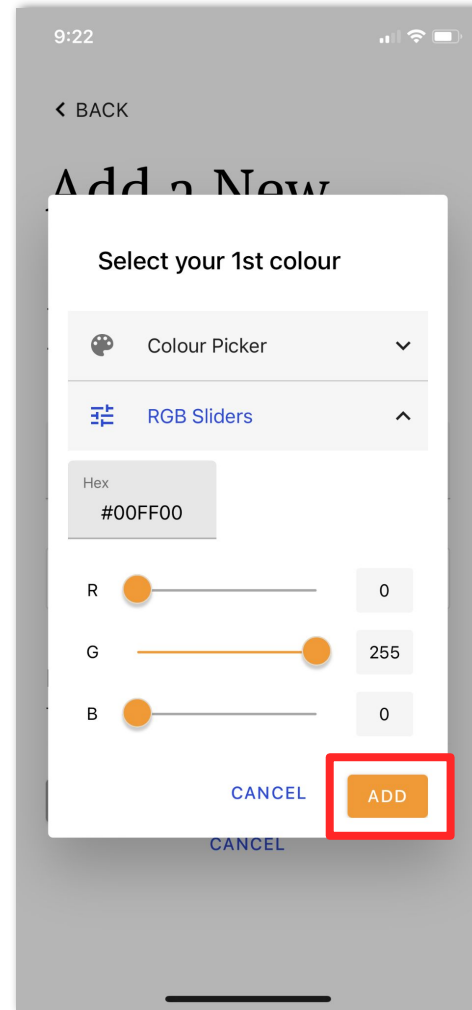 9:22
BACK
Add a New
Select your 1st colour
Colour Picker
RGB Sliders
Hex
#00FF00
R 0
G 255
B 0
CANCEL ADD
CANCEL